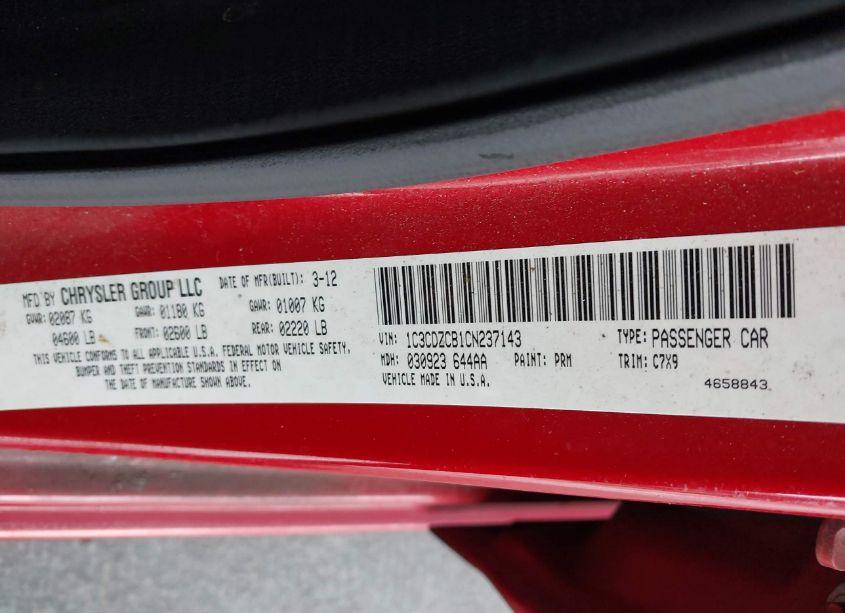 MFD BY CHRYSLER GROUP LLC DATE OF MFR(BUILT): 3-12
GVWR: 02087 KG GAWR: 01180 KG GAWR: 01007 KG
04600 LB FRONT: 02600 LB REAR: 02220 LB
THIS VEHICLE CONFORMS TO ALL APPLICABLE U.S.A. FEDERAL MOTOR VEHICLE SAFETY,
BUMPER AND THEFT PREVENTION STANDARDS IN EFFECT ON
THE DATE OF MANUFACTURE SHOWN ABOVE.
VIN: 1C3CDZCB1CN237143 TYPE: PASSENGER CAR
MDH: 030923 644AA PAINT: PRM TRIM: C7X9
VEHICLE MADE IN U.S.A.
4658843